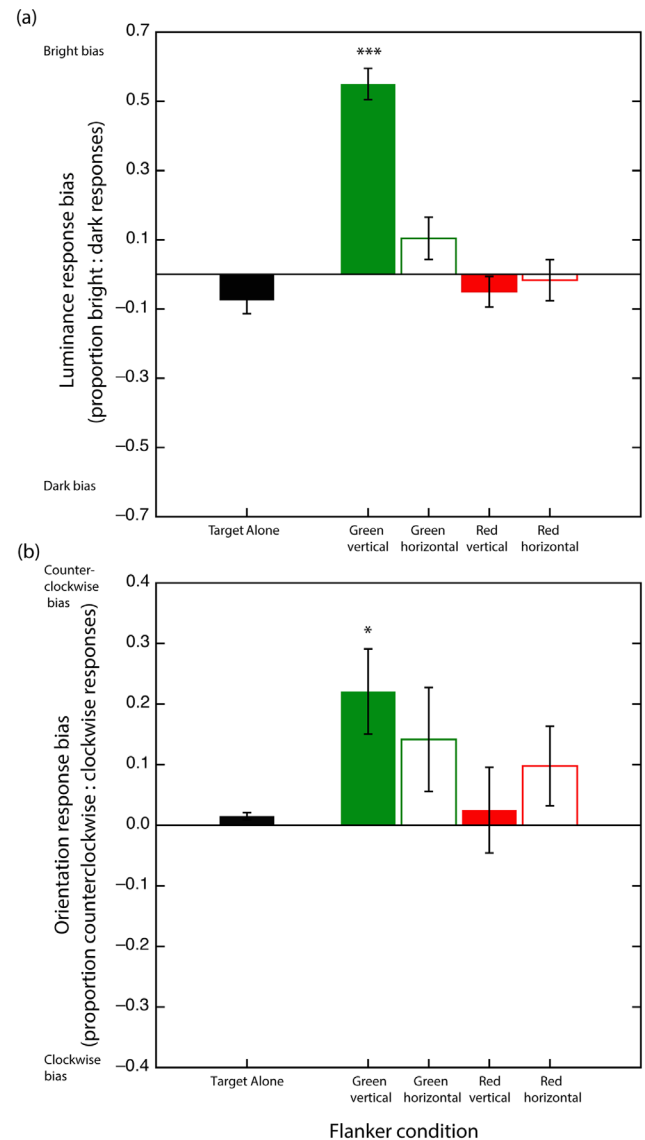 (a)
Bright bias
Luminance response bias
(proportion bright : dark responses)
Dark bias
0.7
0.5
0.3
0.1
−0.1
−0.3
−0.5
−0.7
***
Target Alone
Green
vertical
Green
horizontal
Red
vertical
Red
horizontal
(b)
Counter-
clockwise
bias
Orientation response bias
(proportion counterclockwise : clockwise responses)
Clockwise
bias
0.4
0.3
0.2
0.1
0.0
−0.1
−0.2
−0.3
−0.4
*
Target Alone
Green
vertical
Green
horizontal
Red
vertical
Red
horizontal
Flanker condition